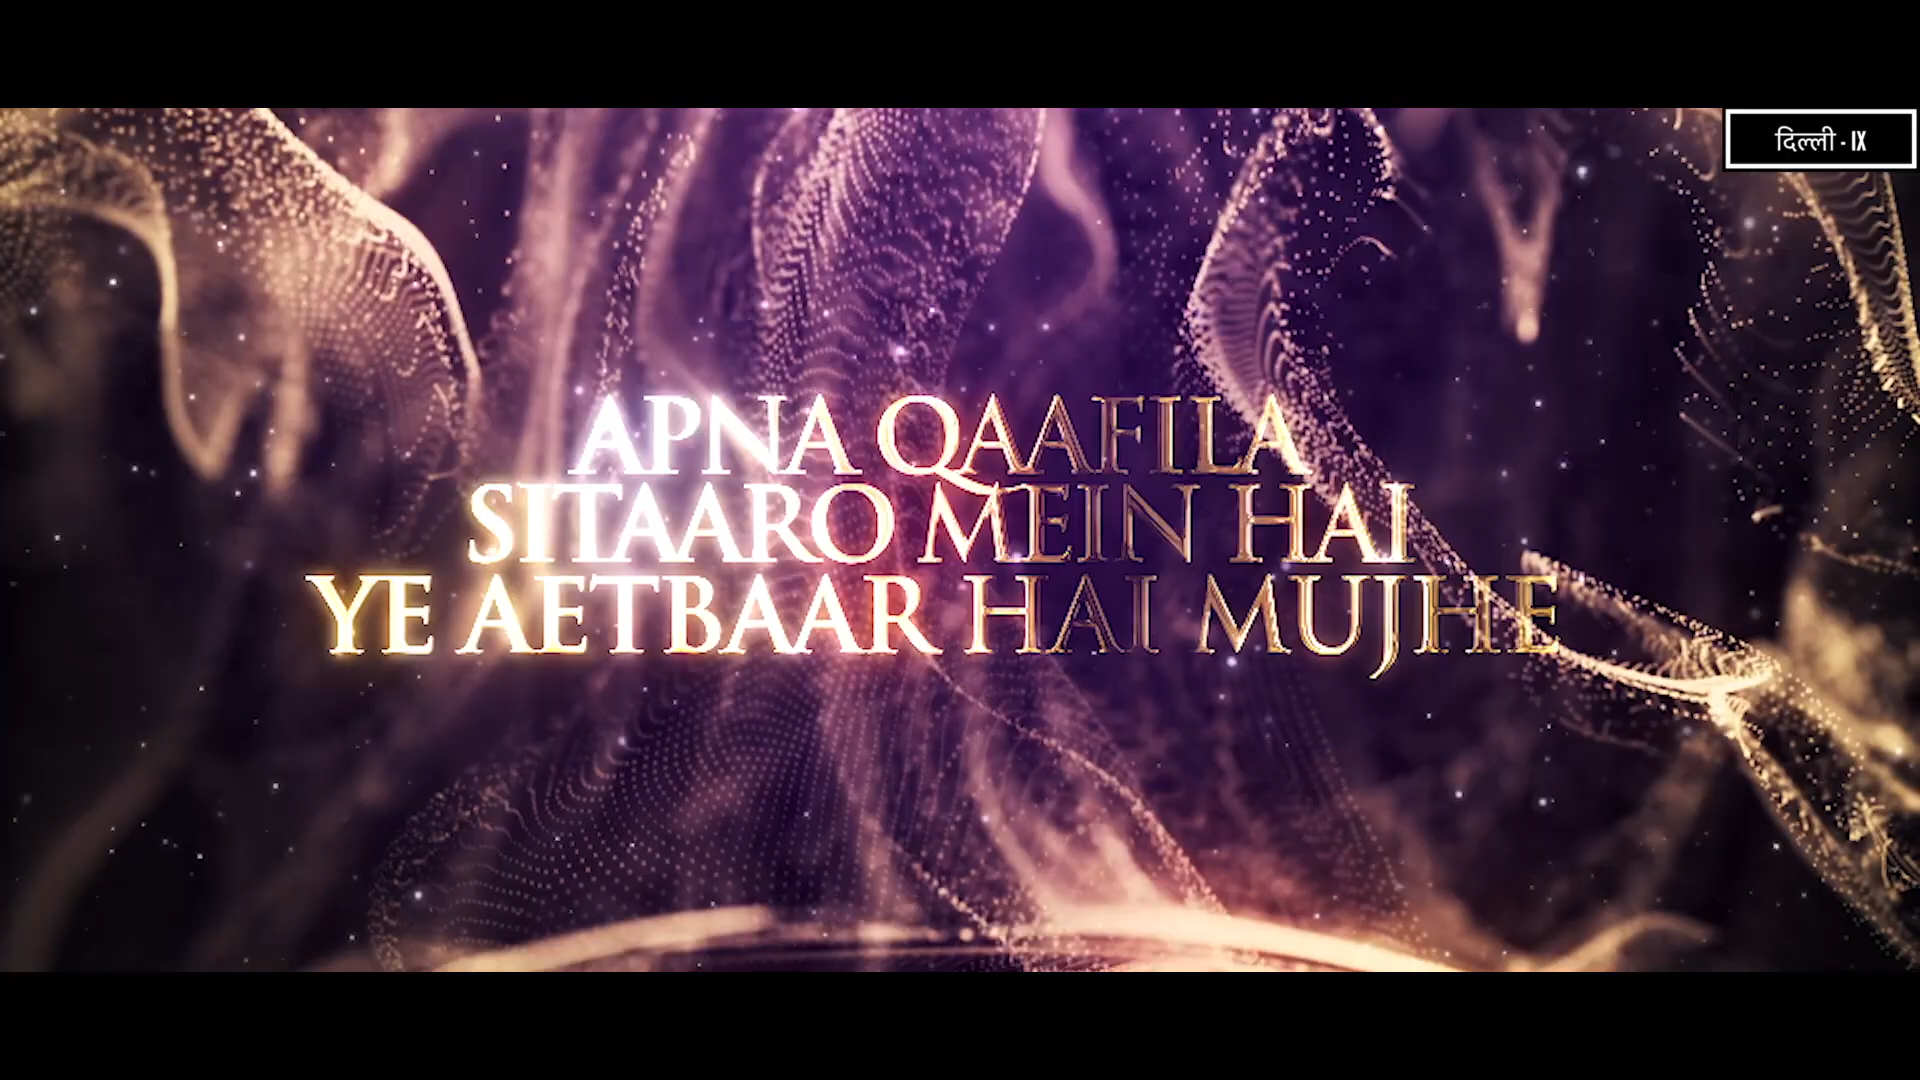 दिल्ली - IX
APNA QAAFILA
SITAARO MEIN HAI
YE AETBAAR HAI MUJHE